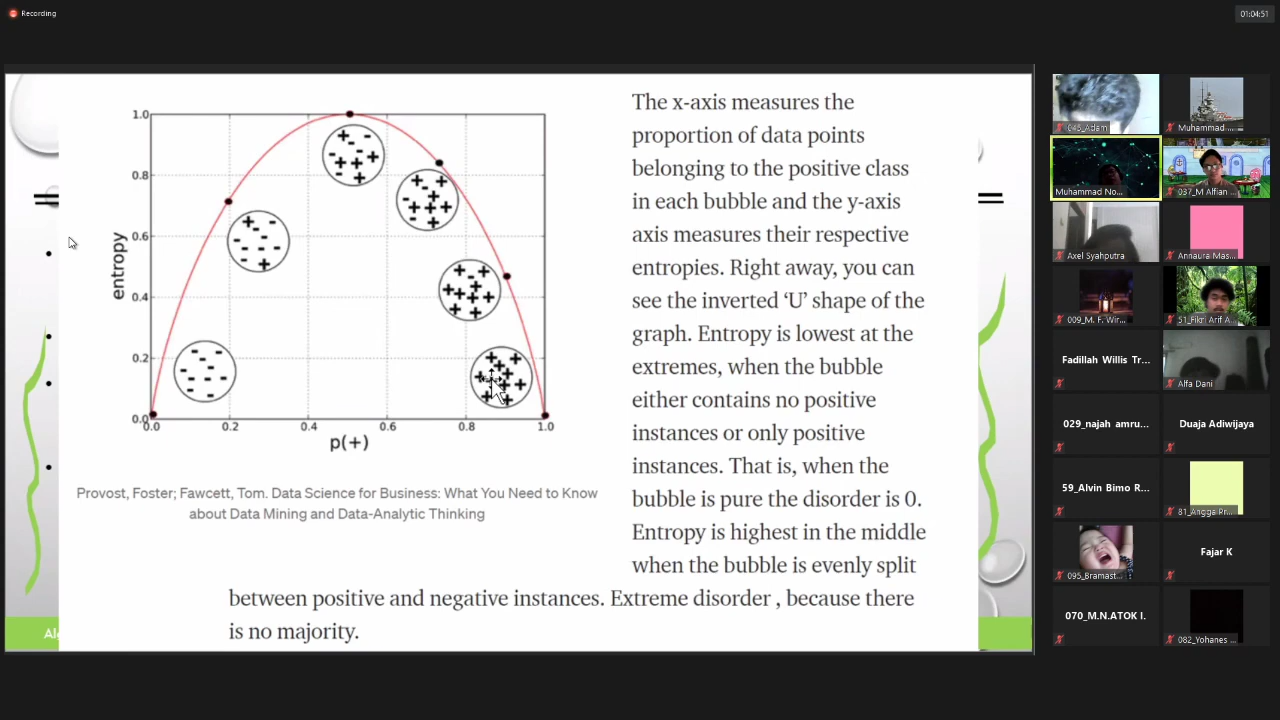 Recording
01:04:51
1.0
0.8
0.6
0.4
0.2
0.0
entropy
0.0 0.2 0.4 0.6 0.8 1.0
p(+)
Provost, Foster; Fawcett, Tom. Data Science for Business: What You Need to Know
about Data Mining and Data-Analytic Thinking
The x-axis measures the
proportion of data points
belonging to the positive class
in each bubble and the y-axis
axis measures their respective
entropies. Right away, you can
see the inverted ‘U’ shape of the
graph. Entropy is lowest at the
extremes, when the bubble
either contains no positive
instances or only positive
instances. That is, when the
bubble is pure the disorder is 0.
Entropy is highest in the middle
when the bubble is evenly split
between positive and negative instances. Extreme disorder , because there
is no majority.
Al
045_Adam
Muhammad ...
Muhammad No...
037_M Alfian ...
Axel Syahputra
Annaura Mas...
009_M. F. Wir...
51_Fikri Arif A...
Fadillah Willis Tr...
Alfa Dani
029_najah amru...
Duaja Adiwijaya
59_Alvin Bimo R...
81_Angga Pr...
095_Bramast...
Fajar K
070_M.N.ATOK I.
082_Yohanes ...